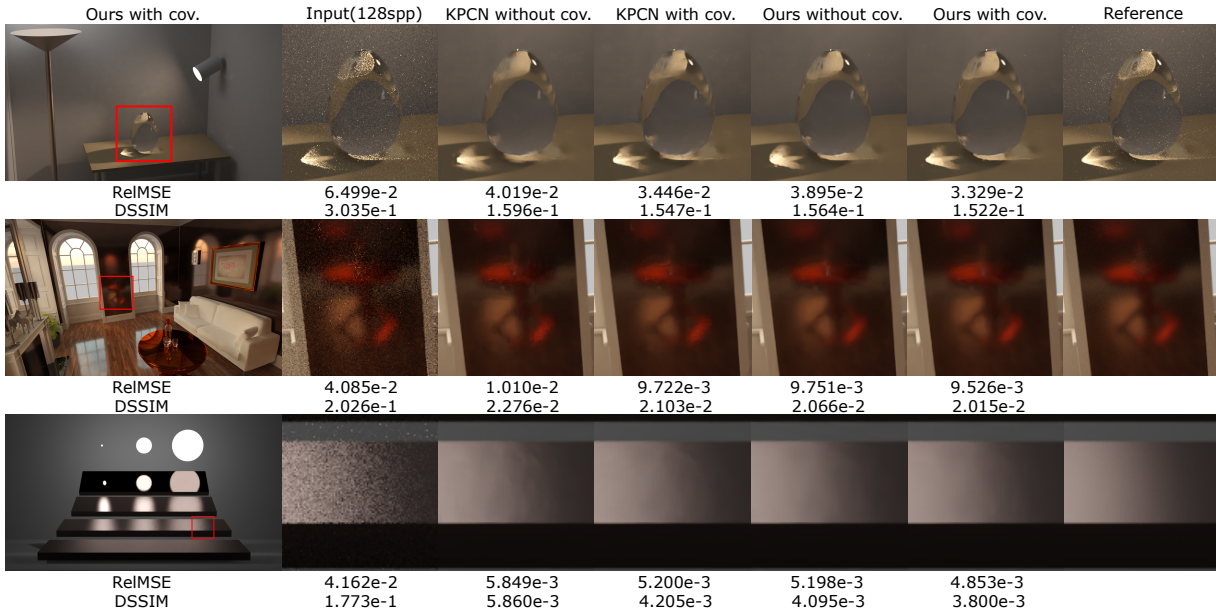 Ours with cov. Input(128spp) KPCN without cov. KPCN with cov. Ours without cov. Ours with cov. Reference
RelMSE 6.499e-2 4.019e-2 3.446e-2 3.895e-2 3.329e-2
DSSIM 3.035e-1 1.596e-1 1.547e-1 1.564e-1 1.522e-1
RelMSE 4.085e-2 1.010e-2 9.722e-3 9.751e-3 9.526e-3
DSSIM 2.026e-1 2.276e-2 2.103e-2 2.066e-2 2.015e-2
RelMSE 4.162e-2 5.849e-3 5.200e-3 5.198e-3 4.853e-3
DSSIM 1.773e-1 5.860e-3 4.205e-3 4.095e-3 3.800e-3